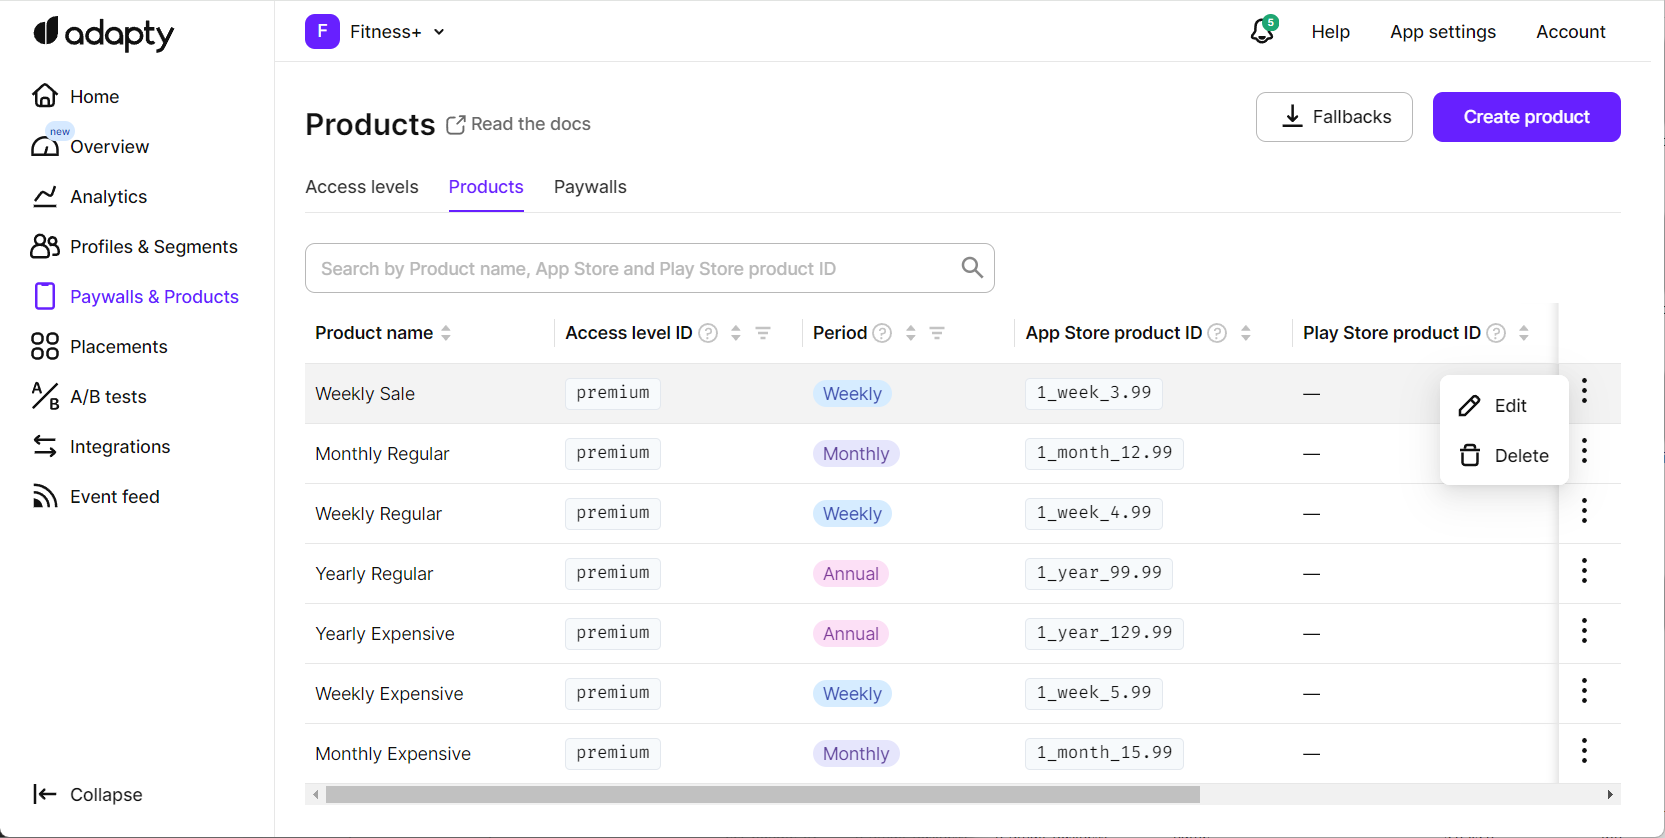 adapty
F Fitness+
5
Help
App settings
Account
Home
new
Overview
Analytics
Profiles & Segments
Paywalls & Products
Placements
A/B tests
Integrations
Event feed
Collapse
Products
Read the docs
Fallbacks
Create product
Access levels
Products
Paywalls
Search by Product name, App Store and Play Store product ID
Product name Access level ID ? Period ? App Store product ID ? Play Store product ID ?
Weekly Sale premium Weekly 1_week_3.99 —
Edit
Monthly Regular premium Monthly 1_month_12.99 —
Delete
Weekly Regular premium Weekly 1_week_4.99 —
Yearly Regular premium Annual 1_year_99.99 —
Yearly Expensive premium Annual 1_year_129.99 —
Weekly Expensive premium Weekly 1_week_5.99 —
Monthly Expensive premium Monthly 1_month_15.99 —